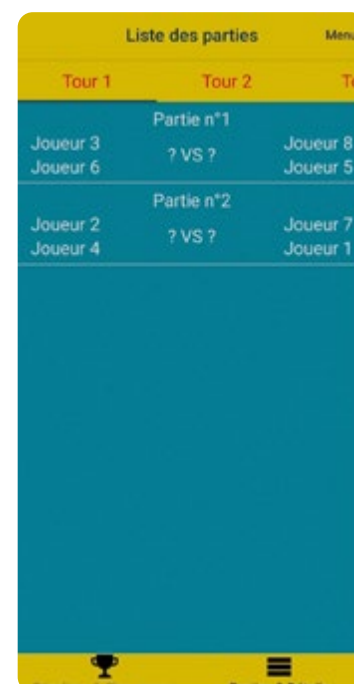 Liste des parties Menu
Tour 1 Tour 2
Partie n°1
Joueur 3 ? VS ? Joueur 8
Joueur 6 Joueur 5
Partie n°2
Joueur 2 ? VS ? Joueur 7
Joueur 4 Joueur 1